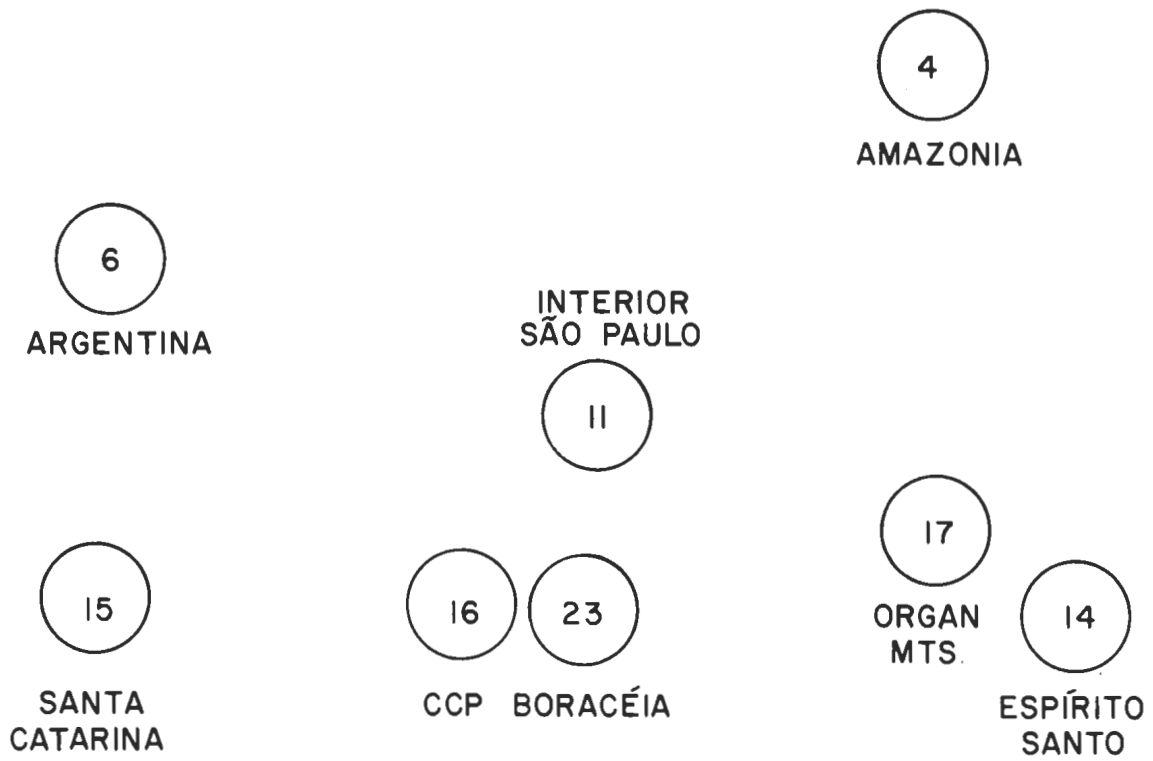 4
AMAZONIA
6
ARGENTINA
INTERIOR
SÃO PAULO
11
17
ORGAN
MTS.
15
SANTA
CATARINA
16
CCP
23
BORACÉIA
14
ESPÍRITO
SANTO